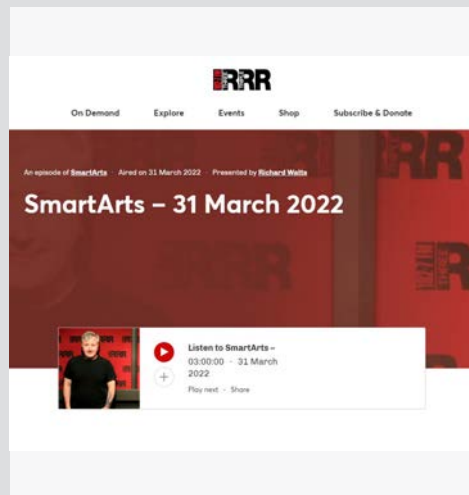 RRR
On Demand Explore Events Shop Subscribe & Donate
An episode of SmartArts · Aired on 31 March 2022 · Presented by Richard Watts
SmartArts – 31 March 2022
Listen to SmartArts –
03:00:00 · 31 March
2022
Play next · Share